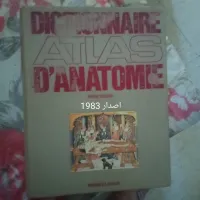 DICTIONNAIRE
ATLAS
D'ANATOMIE
اصدار 1983